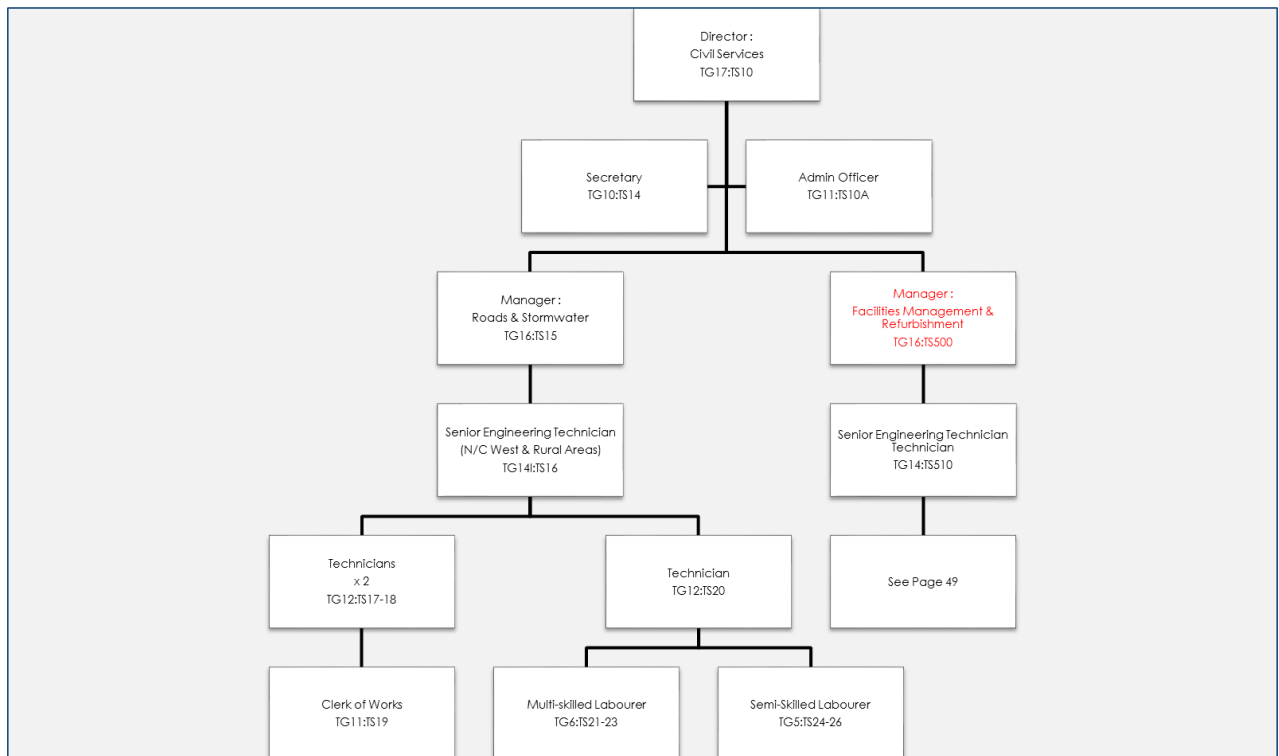 Director :
Civil Services
TG17:TS10
Secretary
TG10:TS14
Admin Officer
TG11:TS10A
Manager :
Roads & Stormwater
TG16:TS15
Manager :
Facilities Management &
Refurbishment
TG16:TS500
Senior Engineering Technician
(N/C West & Rural Areas)
TG14I:TS16
Senior Engineering Technician
Technician
TG14:TS510
Technicians
x 2
TG12:TS17-18
Technician
TG12:TS20
See Page 49
Clerk of Works
TG11:TS19
Multi-skilled Labourer
TG6:TS21-23
Semi-Skilled Labourer
TG5:TS24-26